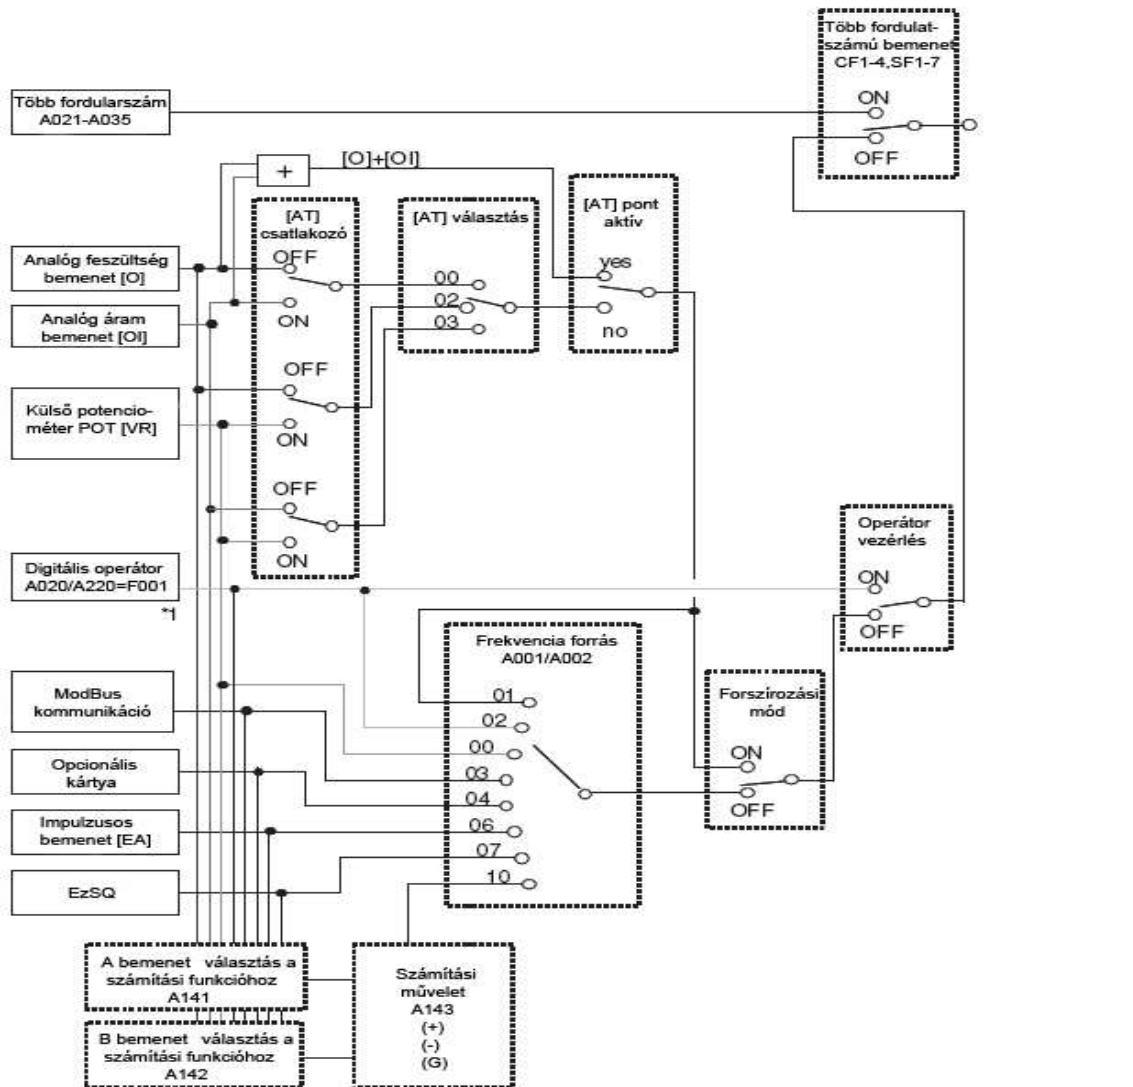 Több fordulat-
számú bemenet
CF1-4,SF1-7
ON
OFF
Több fordularszám
A021-A035
+
[O]+[OI]
[AT]
csatlakozó
OFF
ON
OFF
ON
OFF
ON
[AT] választás
00
02
03
[AT] pont
aktív
yes
no
Analóg feszültség
bemenet [O]
Analóg áram
bemenet [OI]
Külső potencio-
méter POT [VR]
Digitális operátor
A020/A220=F001
*1
Operátor
vezérlés
ON
OFF
Frekvencia forrás
A001/A002
01
02
00
03
04
06
07
10
Forszírozási
mód
ON
OFF
ModBus
kommunikáció
Opcionális
kártya
Impulzusos
bemenet [EA]
EzSQ
A bemenet választás a
számítási funkcióhoz
A141
B bemenet választás a
számítási funkcióhoz
A142
Számítási
művelet
A143
(+)
(-)
(G)